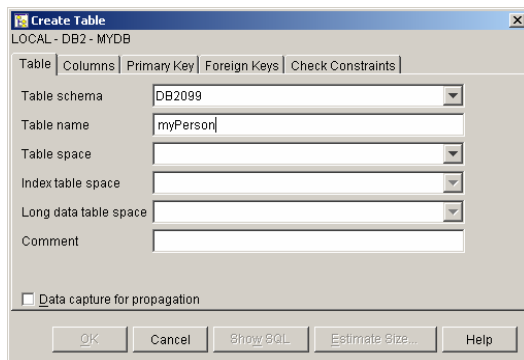 Create Table
LOCAL - DB2 - MYDB
Table Columns Primary Key Foreign Keys Check Constraints
Table schema DB2099
Table name myPerson
Table space
Index table space
Long data table space
Comment
Data capture for propagation
OK Cancel Show SQL Estimate Size... Help